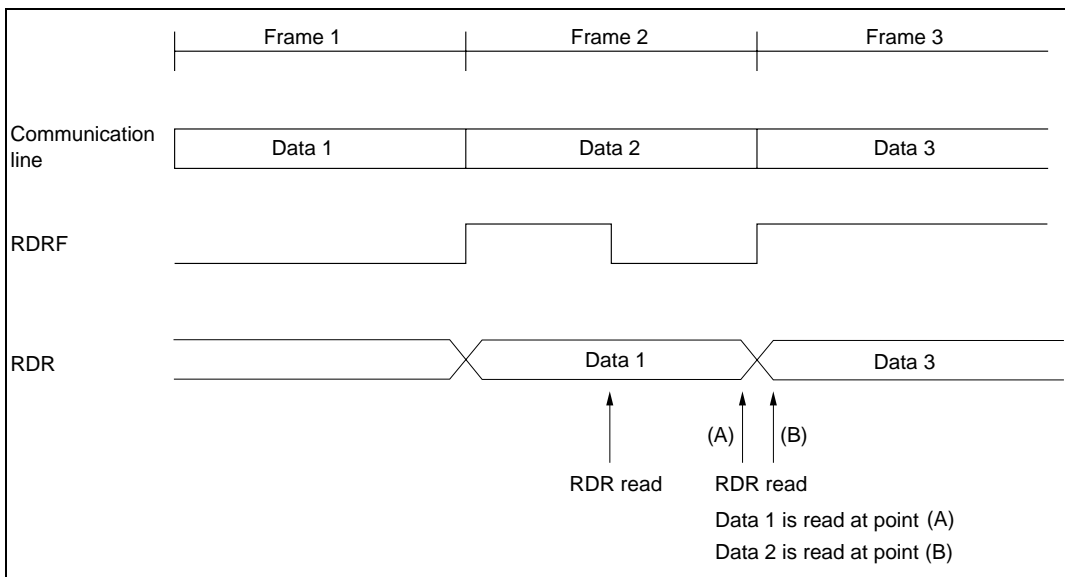 Frame 1 Frame 2 Frame 3
Communication
line
Data 1 Data 2 Data 3
RDRF
RDR
Data 1 Data 3
(A) (B)
RDR read RDR read
Data 1 is read at point (A)
Data 2 is read at point (B)